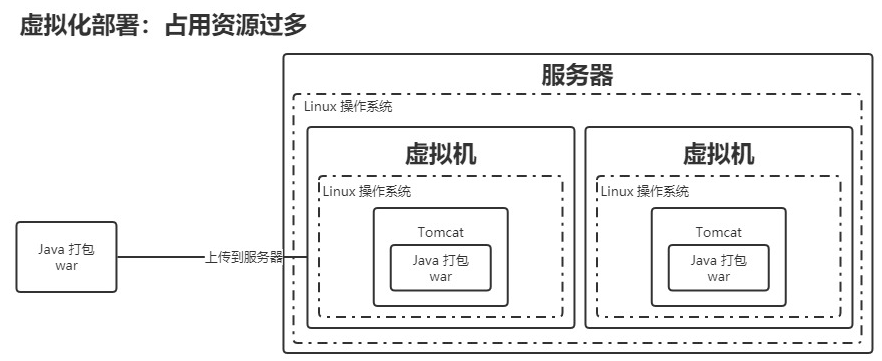 虚拟化部署：占用资源过多
服务器
Linux 操作系统
虚拟机
虚拟机
Linux 操作系统
Linux 操作系统
Tomcat
Tomcat
Java 打包
war
上传到服务器
Java 打包
war
Java 打包
war